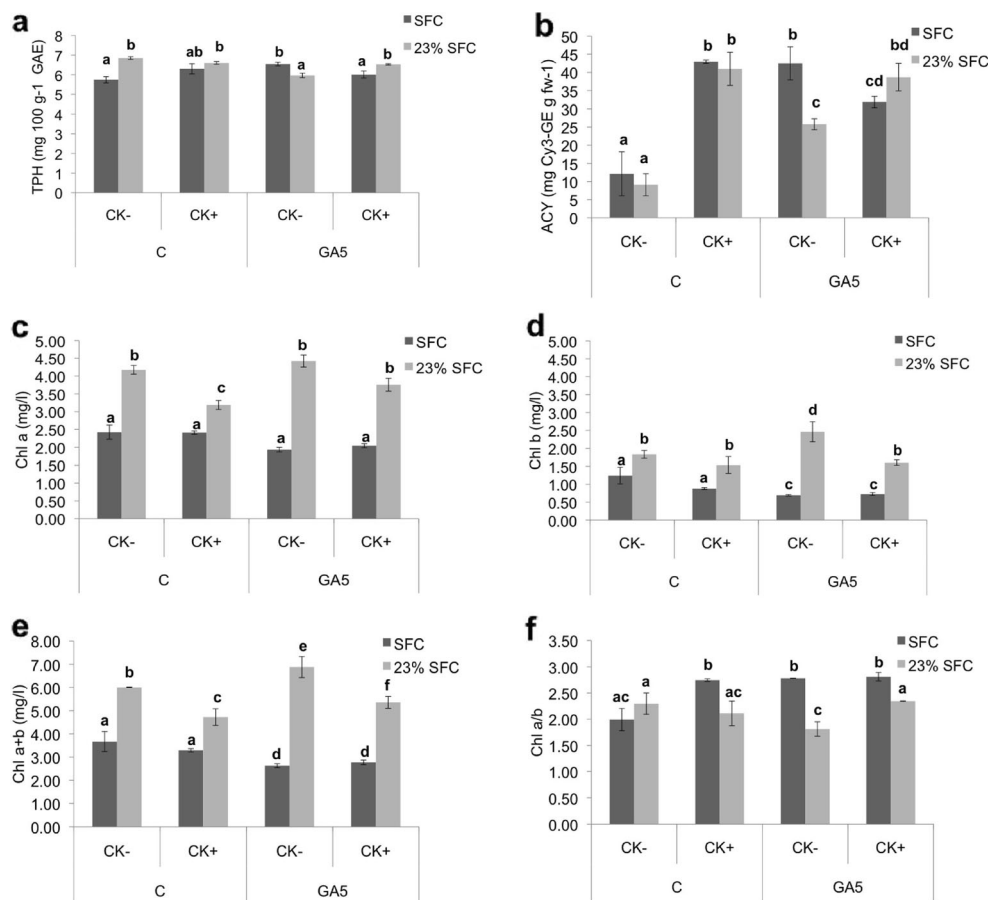 a
SFC
23% SFC
TPH (mg 100 g-1 GAE)
8
7
6
5
4
3
2
1
0
a b ab b b a a b
CK- CK+ CK- CK+
C GA5
b
SFC
23% SFC
ACY (mg Cy3-GE g fw-1)
50
45
40
35
30
25
20
15
10
5
0
a a b b b c cd bd
CK- CK+ CK- CK+
C GA5
c
SFC
23% SFC
Chl a (mg/l)
5.00
4.50
4.00
3.50
3.00
2.50
2.00
1.50
1.00
0.50
0.00
a b a c a b a b
CK- CK+ CK- CK+
C GA5
d
SFC
23% SFC
Chl b (mg/l)
5.00
4.50
4.00
3.50
3.00
2.50
2.00
1.50
1.00
0.50
0.00
a b a b c d c b
CK- CK+ CK- CK+
C GA5
e
SFC
23% SFC
Chl a+b (mg/l)
8.00
7.00
6.00
5.00
4.00
3.00
2.00
1.00
0.00
a b a c d e d f
CK- CK+ CK- CK+
C GA5
f
SFC
23% SFC
Chl a/b
3.50
3.00
2.50
2.00
1.50
1.00
0.50
0.00
ac a b ac b c b a
CK- CK+ CK- CK+
C GA5